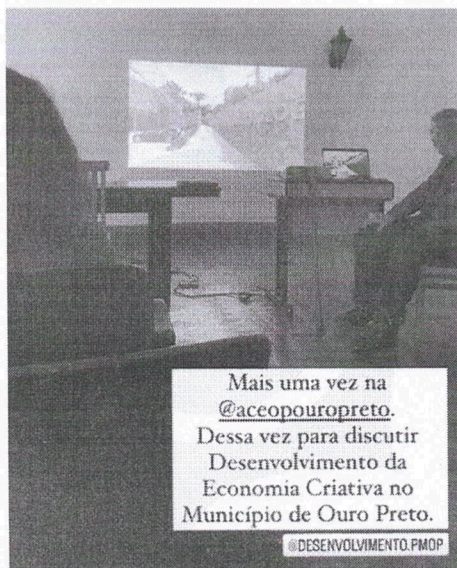 Mais uma vez na
@aceopouropreto.
Dessa vez para discutir
Desenvolvimento da
Economia Criativa no
Município de Ouro Preto.
@DESENVOLVIMENTO.PMOP